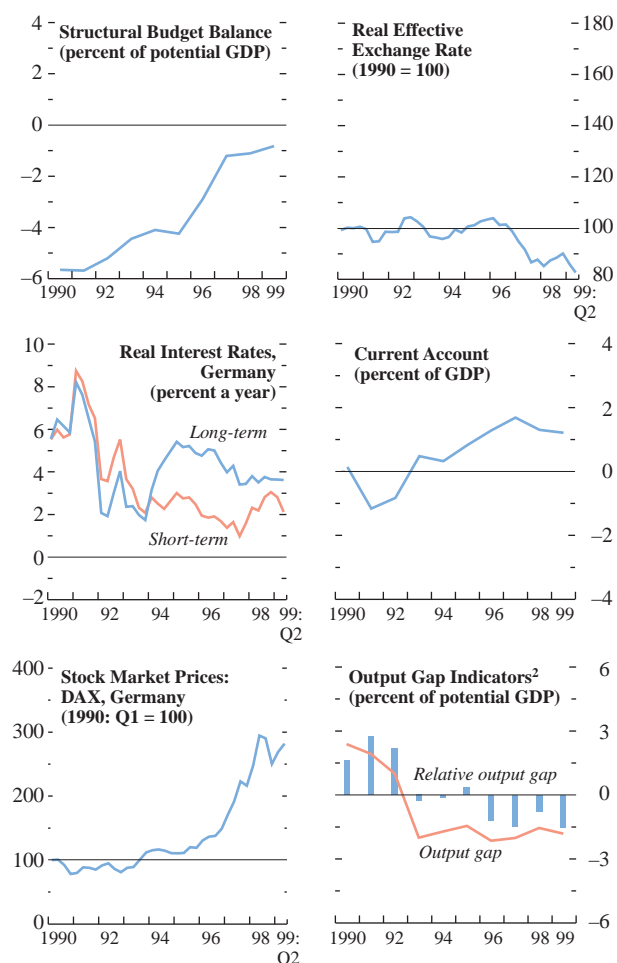 Structural Budget Balance
(percent of potential GDP)
4
2
0
–2
–4
–6
1990 92 94 96 98 99
Real Effective
Exchange Rate
(1990 = 100)
180
160
140
120
100
80
1990 92 94 96 98 99:
Q2
Real Interest Rates,
Germany
(percent a year)
10
8
6
4
2
0
–2
Long-term
Short-term
1990 92 94 96 98 99:
Q2
Current Account
(percent of GDP)
4
2
0
–2
–4
1990 92 94 96 98 99
Stock Market Prices:
DAX, Germany
(1990: Q1 = 100)
400
300
200
100
0
1990 92 94 96 98 99:
Q2
Output Gap Indicators²
(percent of potential GDP)
6
3
0
–3
–6
Relative output gap
Output gap
1990 92 94 96 98 99